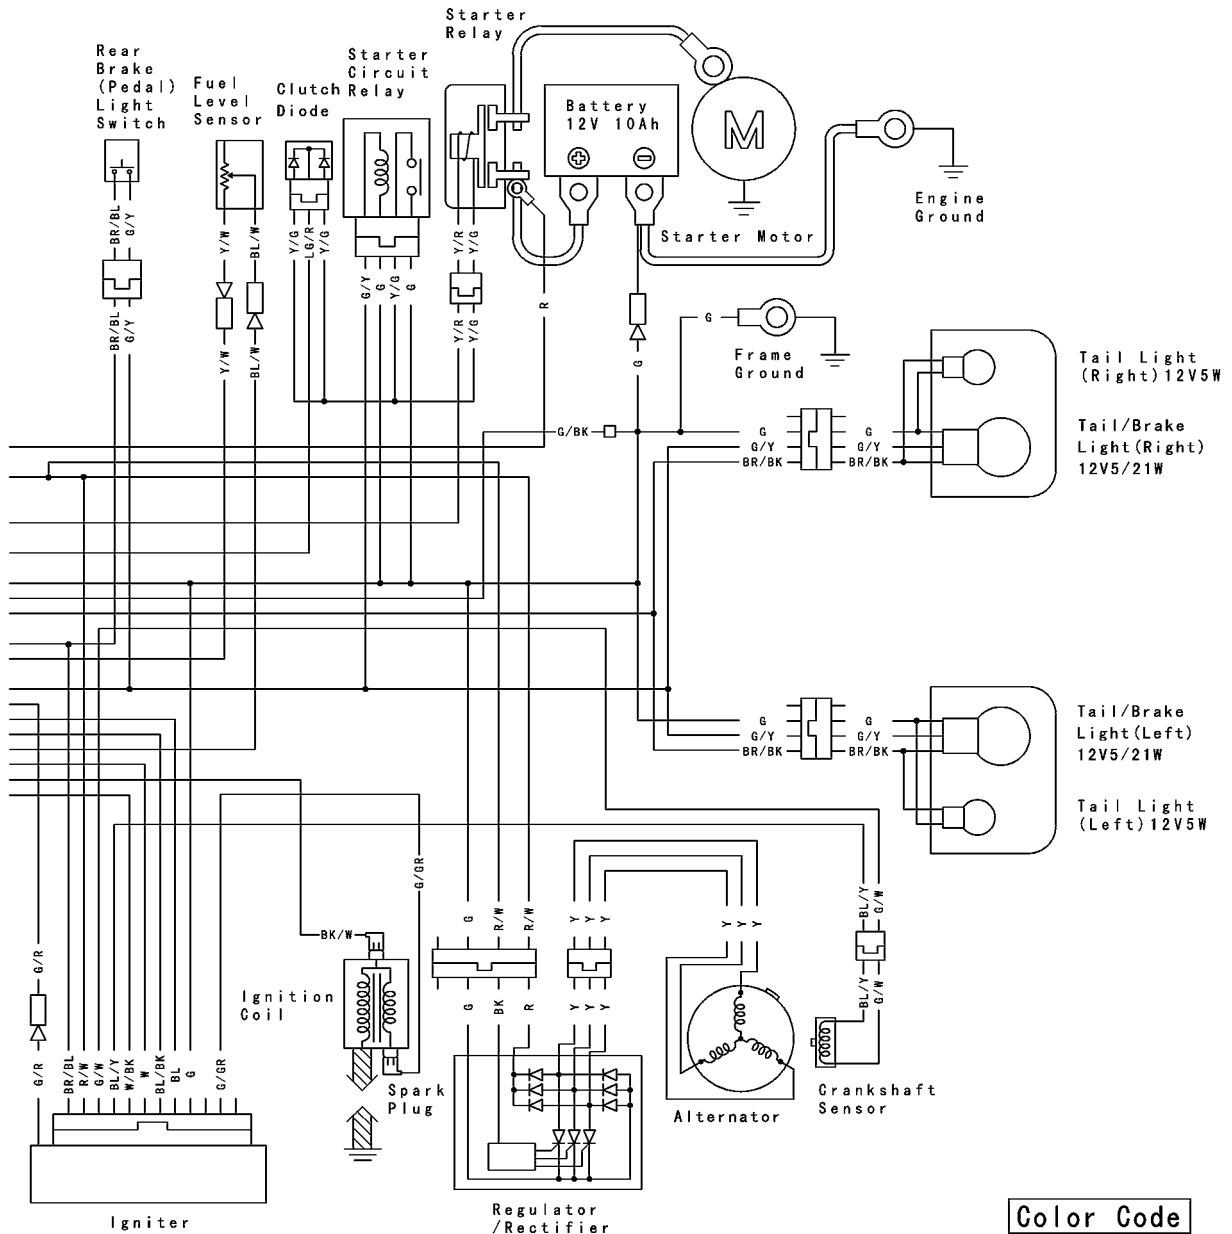 Starter
Relay
Rear
Brake
(Pedal)
Light
Switch
Fuel
Level
Sensor
Clutch
Diode
Starter
Circuit
Relay
Battery
12V 10Ah
M
Engine
Ground
Starter Motor
BR/BL
G/Y
Y/W
BL/W
Y/G
LG/R
Y/G
G/Y
G
Y/G
G
Y/R
Y/G
R
BR/BL
G/Y
Y/W
BL/W
Y/R
Y/G
G
G
Frame
Ground
Tail Light
(Right)12V5W
Tail/Brake
Light(Right)
12V5/21W
G/BK
G
G/Y
BR/BK
G
G/Y
BR/BK
G
G/Y
BR/BK
G
G/Y
BR/BK
Tail/Brake
Light(Left)
12V5/21W
Tail Light
(Left)12V5W
G/GR
G
R/W
R/W
Y
Y
Y
Y
Y
Y
BL/Y
G/W
BK/W
G/R
Ignition
Coil
G
BK
R
Y
Y
Y
BL/Y
G/W
G/R
BR/BL
R/W
G/W
BL/Y
W/BK
W
BL/BK
BL
G
G/GR
Spark
Plug
Alternator
Crankshaft
Sensor
Igniter
Regulator
/Rectifier
Color Code